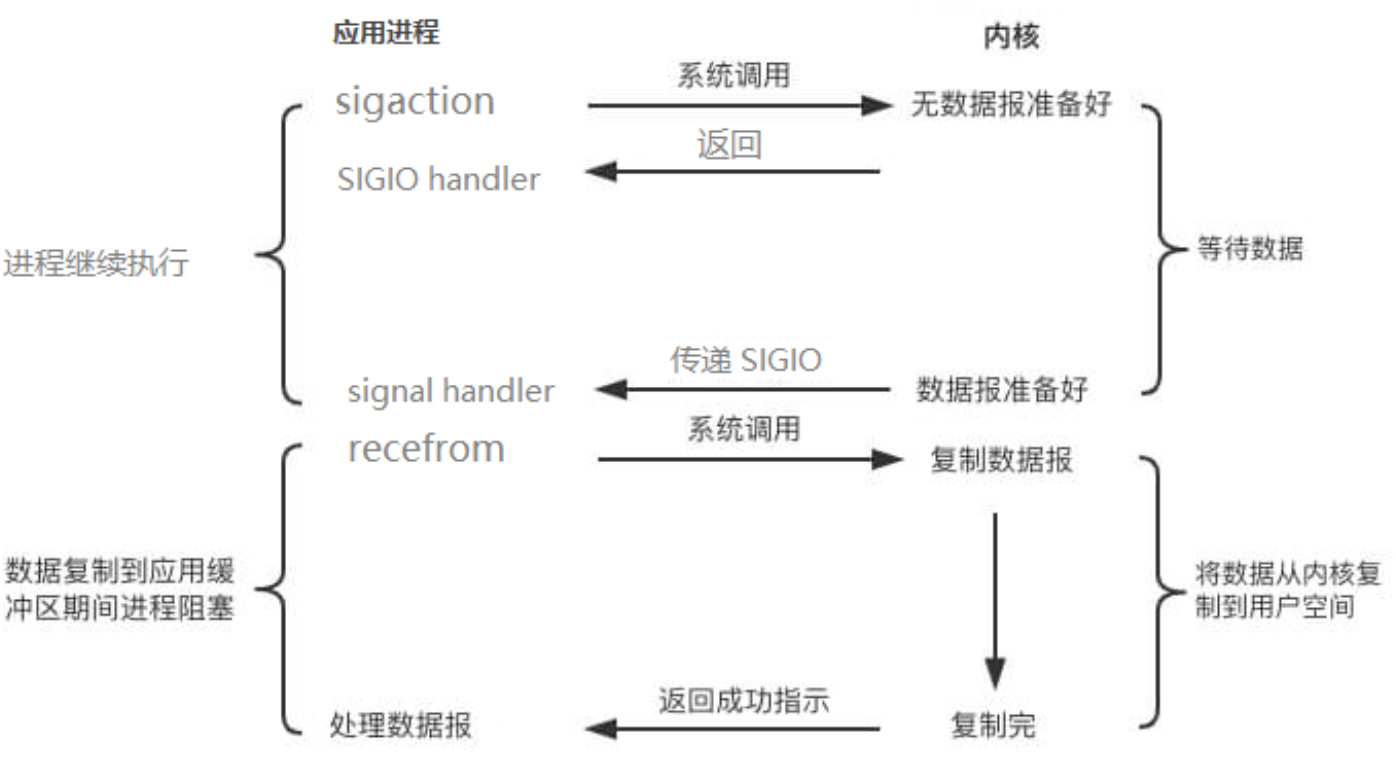 应用进程
内核
sigaction
系统调用
无数据报准备好
返回
SIGIO handler
进程继续执行
等待数据
传递 SIGIO
signal handler
数据报准备好
系统调用
recefrom
复制数据报
数据复制到应用缓
冲区期间进程阻塞
将数据从内核复
制到用户空间
返回成功指示
处理数据报
复制完